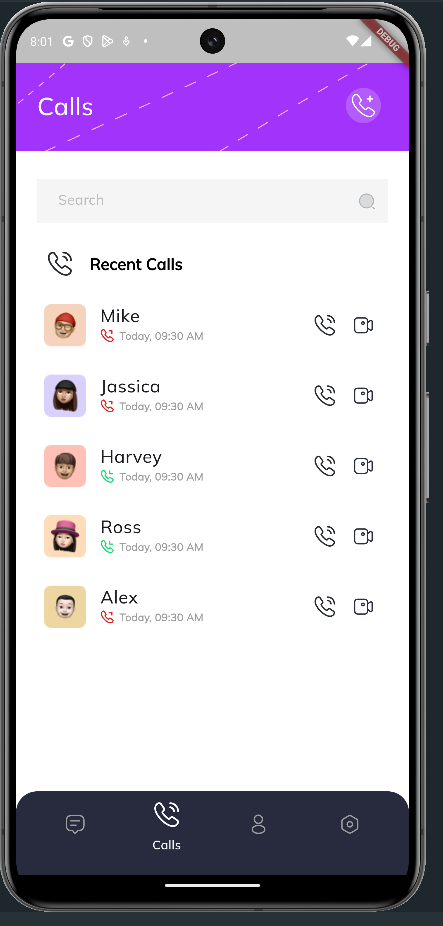 8:01
DEBUG
Calls
Search
Recent Calls
Mike
Today, 09:30 AM
Jassica
Today, 09:30 AM
Harvey
Today, 09:30 AM
Ross
Today, 09:30 AM
Alex
Today, 09:30 AM
Calls